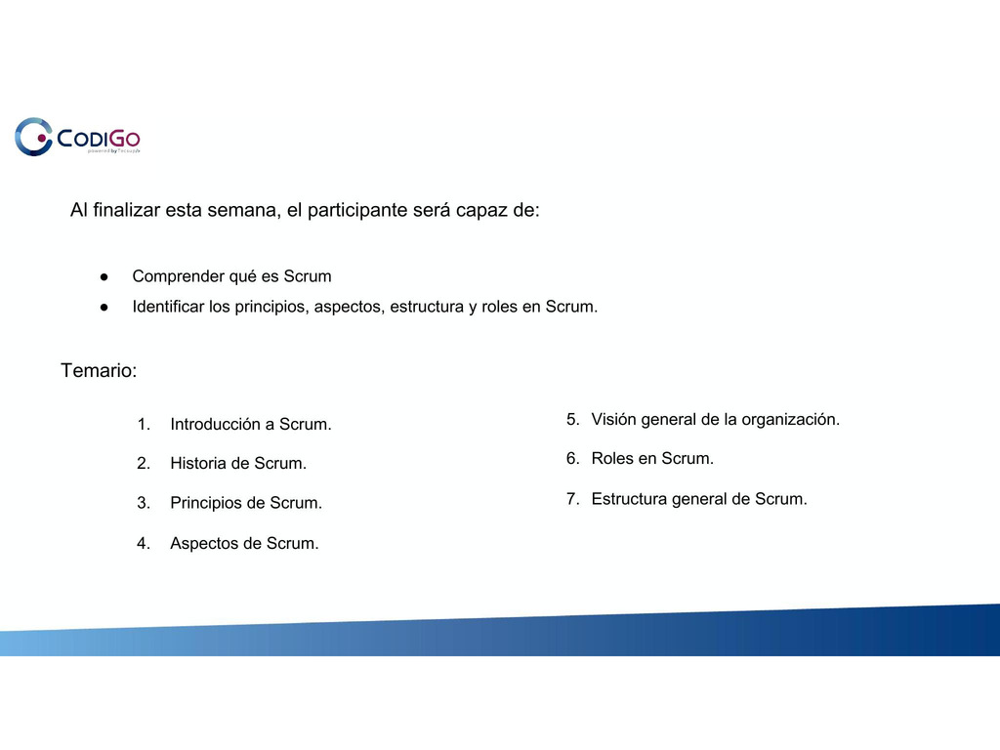 CODIGO
powered by Tecsup
Al finalizar esta semana, el participante será capaz de:
● Comprender qué es Scrum
● Identificar los principios, aspectos, estructura y roles en Scrum.
Temario:
1. Introducción a Scrum.
2. Historia de Scrum.
3. Principios de Scrum.
4. Aspectos de Scrum.
5. Visión general de la organización.
6. Roles en Scrum.
7. Estructura general de Scrum.